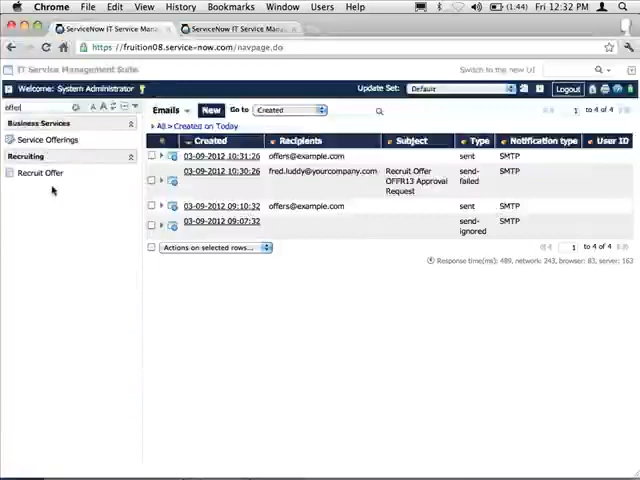 Chrome File Edit View History Bookmarks Window Users Help (1:44) Fri 12:32 PM
ServiceNow IT Service Mana ServiceNow IT Service Mana
https://fruition08.service-now.com/navpage.do
IT Service Management Suite Switch to the new UI
Welcome: System Administrator Update Set: Default Logout
offer A A Emails New Go to Created 1 to 4 of 4
Business Services
All > Created on Today
Service Offerings
Created Recipients Subject Type Notification type User ID
Recruiting
03-09-2012 10:31:26 offers@example.com sent SMTP
Recruit Offer
03-09-2012 10:30:26 fred.luddy@yourcompany.com Recruit Offer send- SMTP
OFFR13 Approval failed
Request
03-09-2012 09:10:32 offers@example.com sent SMTP
03-09-2012 09:07:32 send- SMTP
ignored
Actions on selected rows... 1 to 4 of 4
Response time(ms): 489, network: 243, browser: 83, server: 163